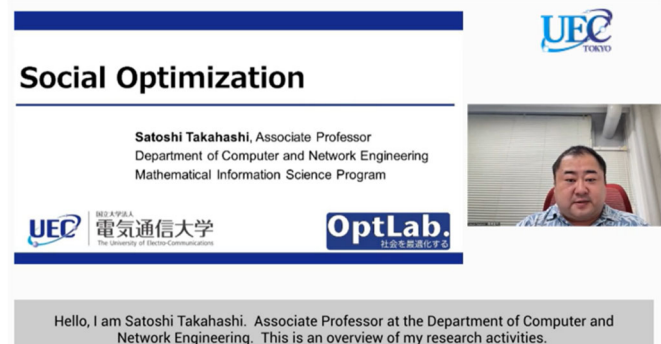 UEC
TOKYO
Social Optimization
Satoshi Takahashi, Associate Professor
Department of Computer and Network Engineering
Mathematical Information Science Program
UEC
国立大学法人
電気通信大学
The University of Electro-Communications
OptLab.
社会を最適化する
Hello, I am Satoshi Takahashi. Associate Professor at the Department of Computer and
Network Engineering. This is an overview of my research activities.